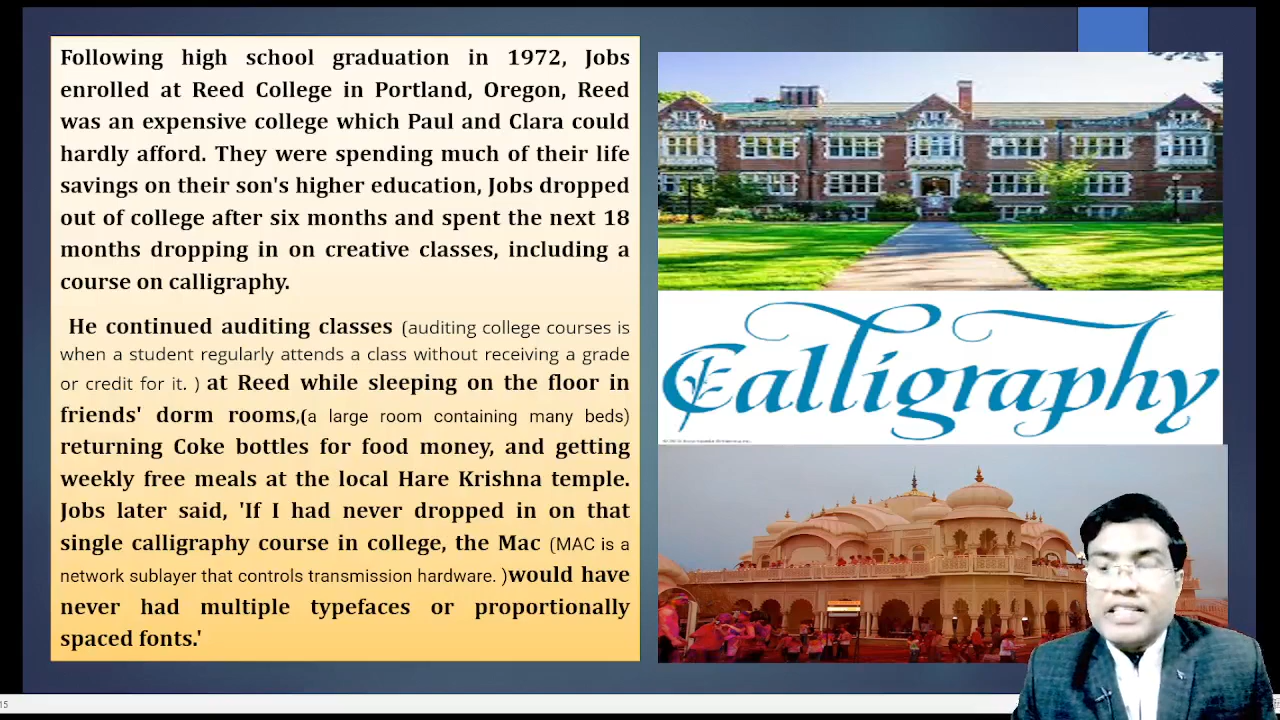 Following high school graduation in 1972, Jobs
enrolled at Reed College in Portland, Oregon, Reed
was an expensive college which Paul and Clara could
hardly afford. They were spending much of their life
savings on their son's higher education, Jobs dropped
out of college after six months and spent the next 18
months dropping in on creative classes, including a
course on calligraphy.
He continued auditing classes (auditing college courses is
when a student regularly attends a class without receiving a grade
or credit for it. ) at Reed while sleeping on the floor in
friends' dorm rooms,(a large room containing many beds)
returning Coke bottles for food money, and getting
weekly free meals at the local Hare Krishna temple.
Jobs later said, 'If I had never dropped in on that
single calligraphy course in college, the Mac (MAC is a
network sublayer that controls transmission hardware. )would have
never had multiple typefaces or proportionally
spaced fonts.'
Calligraphy
15